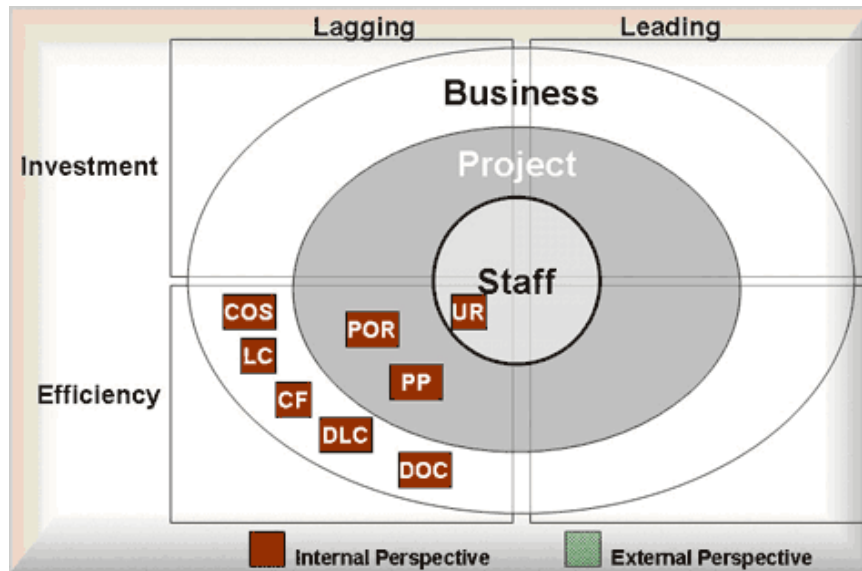 Lagging Leading
Business
Investment
Project
Staff
COS
UR
POR
LC
PP
CF
Efficiency
DLC
DOC
Internal Perspective External Perspective